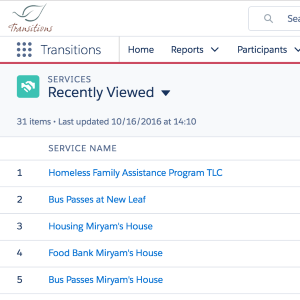 Transitions
Sea
Transitions Home Reports Participants
SERVICES
Recently Viewed
31 items • Last updated 10/16/2016 at 14:10
SERVICE NAME
1 Homeless Family Assistance Program TLC
2 Bus Passes at New Leaf
3 Housing Miryam's House
4 Food Bank Miryam's House
5 Bus Passes Miryam's House